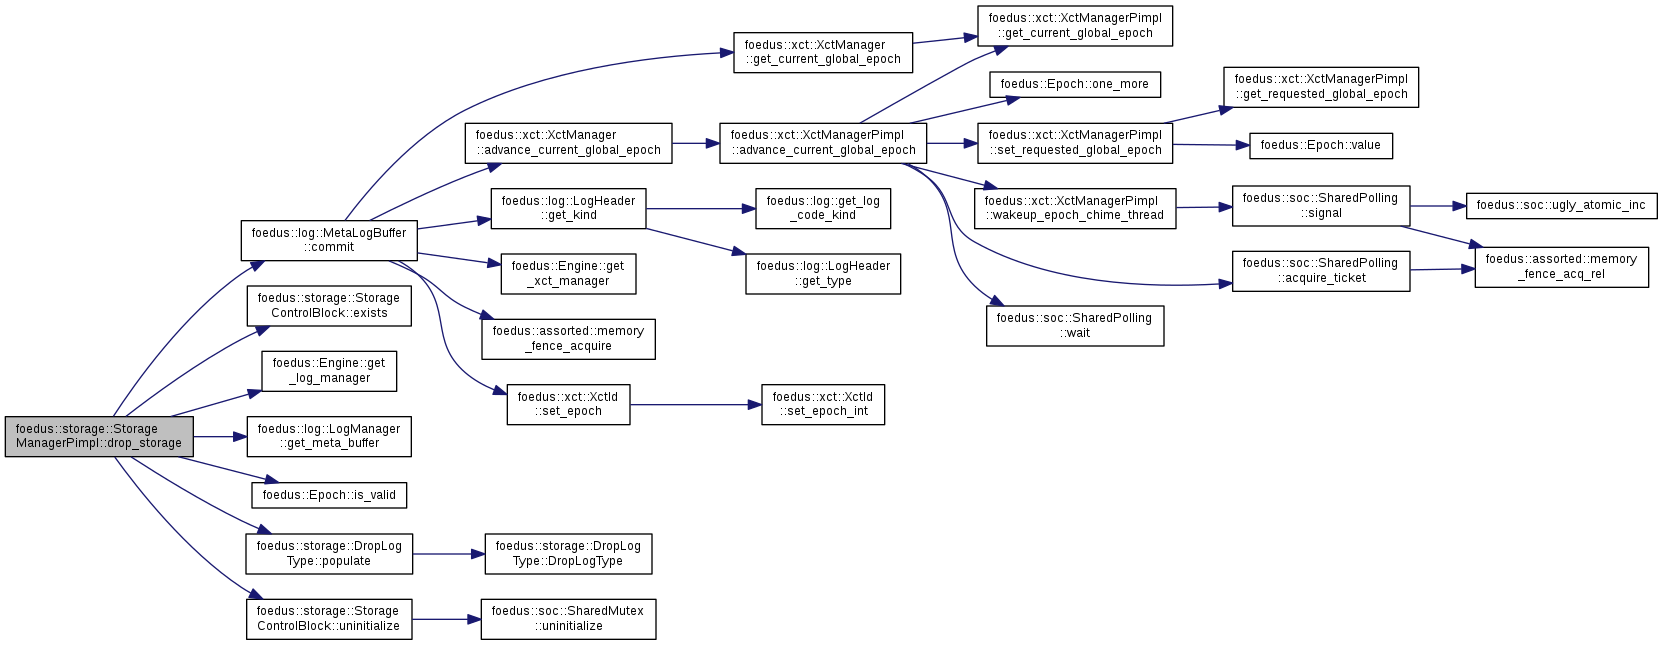 foedus::storage::Storage
ManagerPimpl::drop_storage
foedus::log::MetaLogBuffer
::commit
foedus::storage::Storage
ControlBlock::exists
foedus::Engine::get
_log_manager
foedus::log::LogManager
::get_meta_buffer
foedus::Epoch::is_valid
foedus::storage::DropLog
Type::populate
foedus::storage::Storage
ControlBlock::uninitialize
foedus::xct::XctManager
::get_current_global_epoch
foedus::xct::XctManager
::advance_current_global_epoch
foedus::log::LogHeader
::get_kind
foedus::Engine::get
_xct_manager
foedus::assorted::memory
_fence_acquire
foedus::xct::XctId
::set_epoch
foedus::storage::DropLog
Type::DropLogType
foedus::soc::SharedMutex
::uninitialize
foedus::xct::XctManagerPimpl
::advance_current_global_epoch
foedus::log::get_log
_code_kind
foedus::log::LogHeader
::get_type
foedus::xct::XctId
::set_epoch_int
foedus::xct::XctManagerPimpl
::get_current_global_epoch
foedus::Epoch::one_more
foedus::xct::XctManagerPimpl
::set_requested_global_epoch
foedus::xct::XctManagerPimpl
::wakeup_epoch_chime_thread
foedus::soc::SharedPolling
::wait
foedus::xct::XctManagerPimpl
::get_requested_global_epoch
foedus::Epoch::value
foedus::soc::SharedPolling
::signal
foedus::soc::SharedPolling
::acquire_ticket
foedus::soc::ugly_atomic_inc
foedus::assorted::memory
_fence_acq_rel